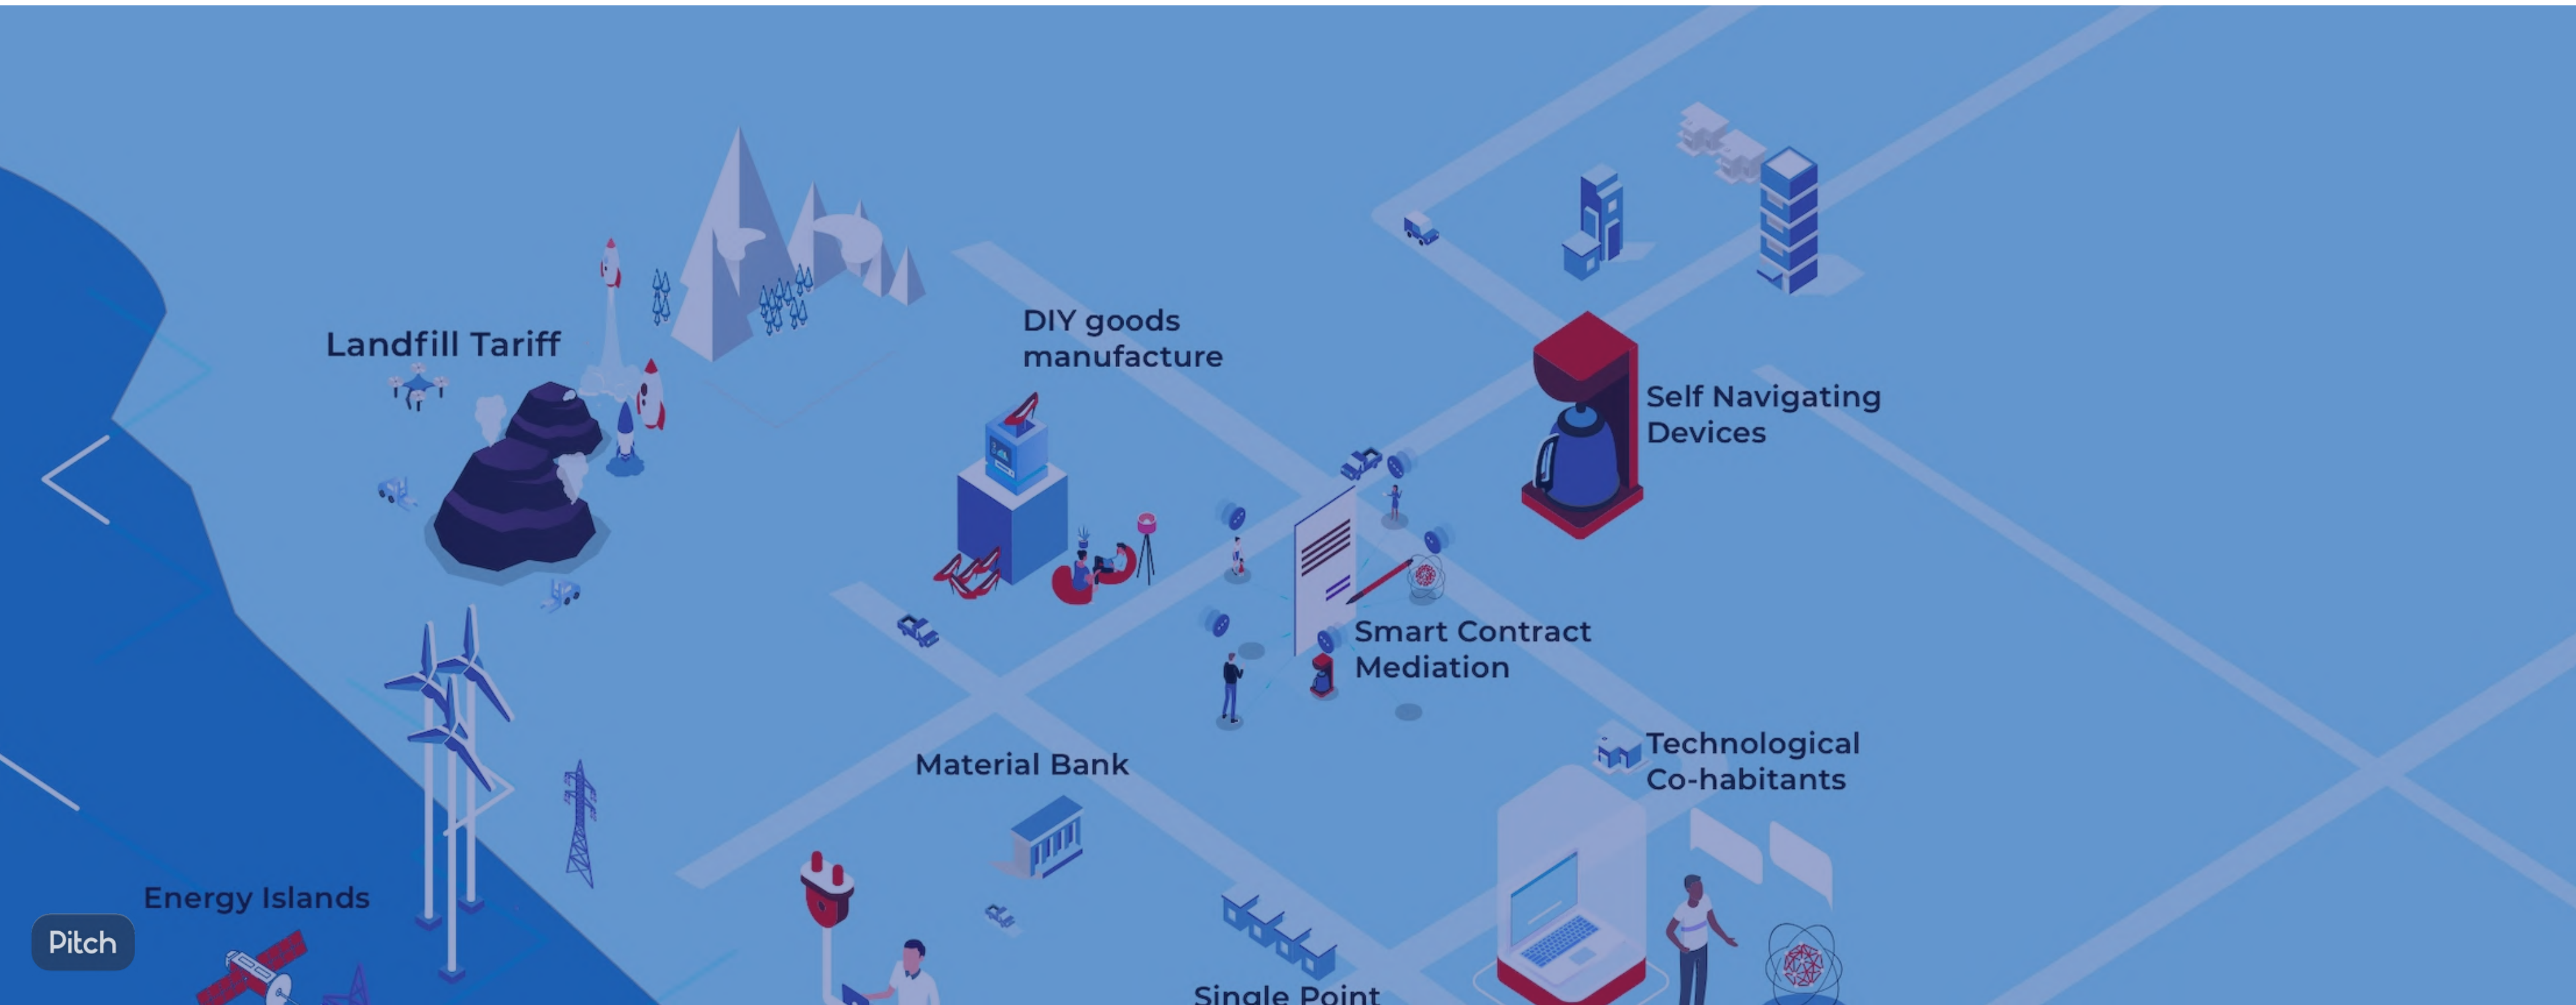 Landfill Tariff
DIY goods
manufacture
Self Navigating
Devices
Smart Contract
Mediation
Technological
Co-habitants
Material Bank
Energy Islands
Pitch
Single Point